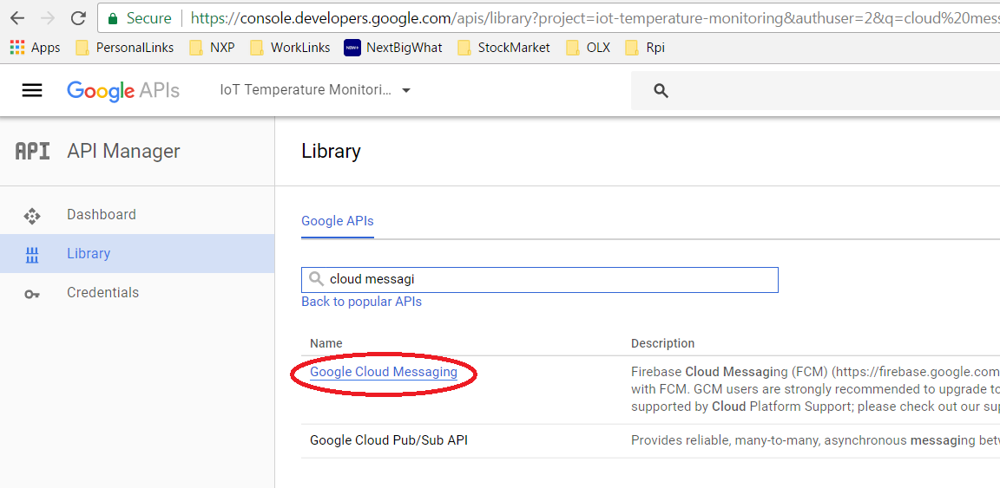 Secure https://console.developers.google.com/apis/library?project=iot-temperature-monitoring&authuser=2&q=cloud%20mess
Apps PersonalLinks NXP WorkLinks NBW+ NextBigWhat StockMarket OLX Rpi
Google APIs IoT Temperature Monitori...
API API Manager Library
Dashboard
Google APIs
Library
cloud messagi
Credentials
Back to popular APIs
Name Description
Google Cloud Messaging Firebase Cloud Messaging (FCM) (https://firebase.google.com
with FCM. GCM users are strongly recommended to upgrade to
supported by Cloud Platform Support; please check out our sup
Google Cloud Pub/Sub API Provides reliable, many-to-many, asynchronous messaging betw